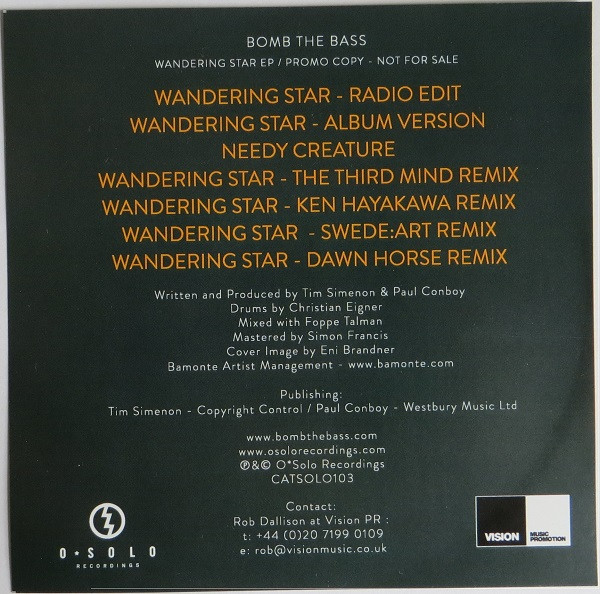 BOMB THE BASS
WANDERING STAR EP / PROMO COPY - NOT FOR SALE
WANDERING STAR - RADIO EDIT
WANDERING STAR - ALBUM VERSION
NEEDY CREATURE
WANDERING STAR - THE THIRD MIND REMIX
WANDERING STAR - KEN HAYAKAWA REMIX
WANDERING STAR - SWEDE:ART REMIX
WANDERING STAR - DAWN HORSE REMIX
Written and Produced by Tim Simenon & Paul Conboy
Drums by Christian Eigner
Mixed with Foppe Talman
Mastered by Simon Francis
Cover Image by Eni Brandner
Bamonte Artist Management - www.bamonte.com
Publishing:
Tim Simenon - Copyright Control / Paul Conboy - Westbury Music Ltd
www.bombthebass.com
www.osolorecordings.com
℗&© O*Solo Recordings
CATSOLO103
Contact:
Rob Dallison at Vision PR :
t: +44 (0)20 7199 0109
e: rob@visionmusic.co.uk
O*SOLO
RECORDINGS
VISION
MUSIC
PROMOTION